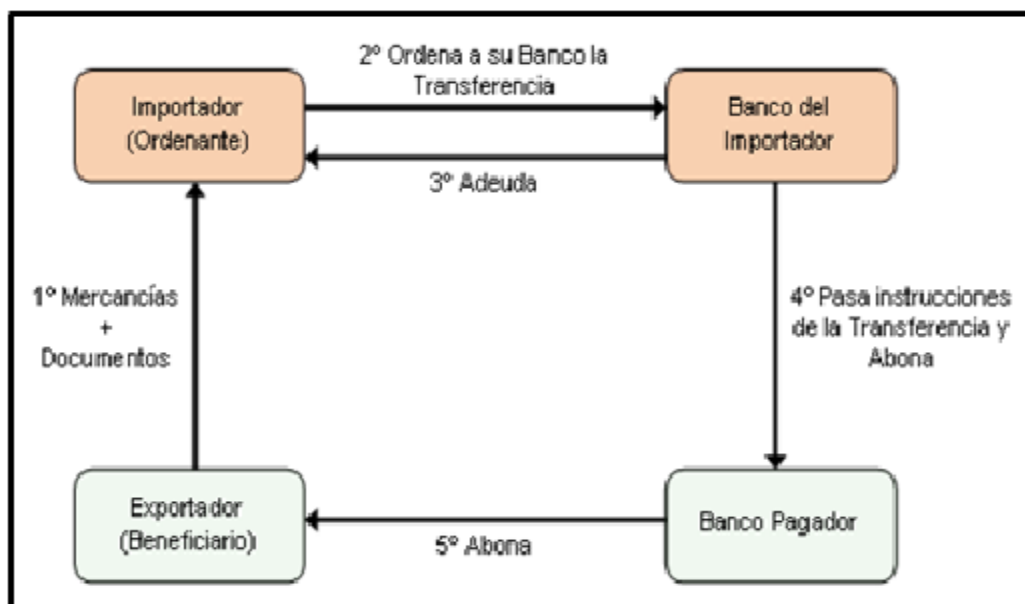 2º Ordena a su Banco la
Transferencia
Importador
(Ordenante)
Banco del
Importador
3º Adeuda
1º Mercancías
+
Documentos
4º Pasa instrucciones
de la Transferencia y
Abona
Exportador
(Beneficiario)
Banco Pagador
5º Abona